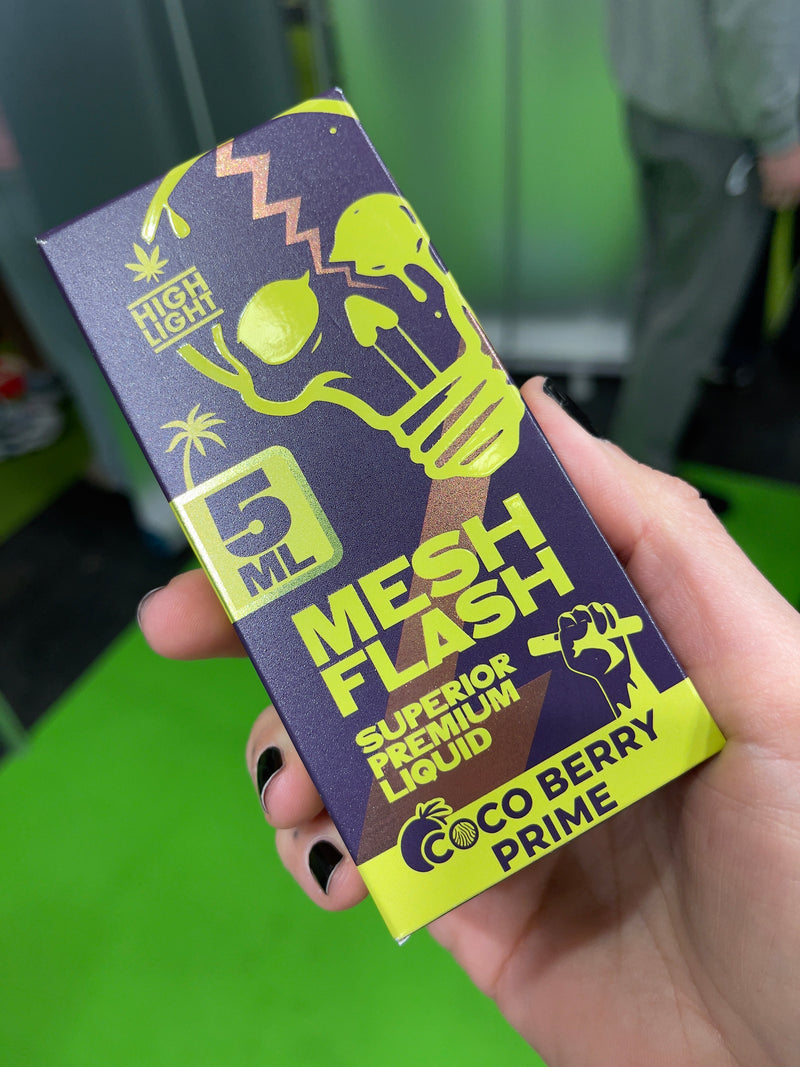 HIGH
LIGHT
5
ML
MESH
FLASH
SUPERIOR
PREMIUM
LIQUID
COCO BERRY
PRIME